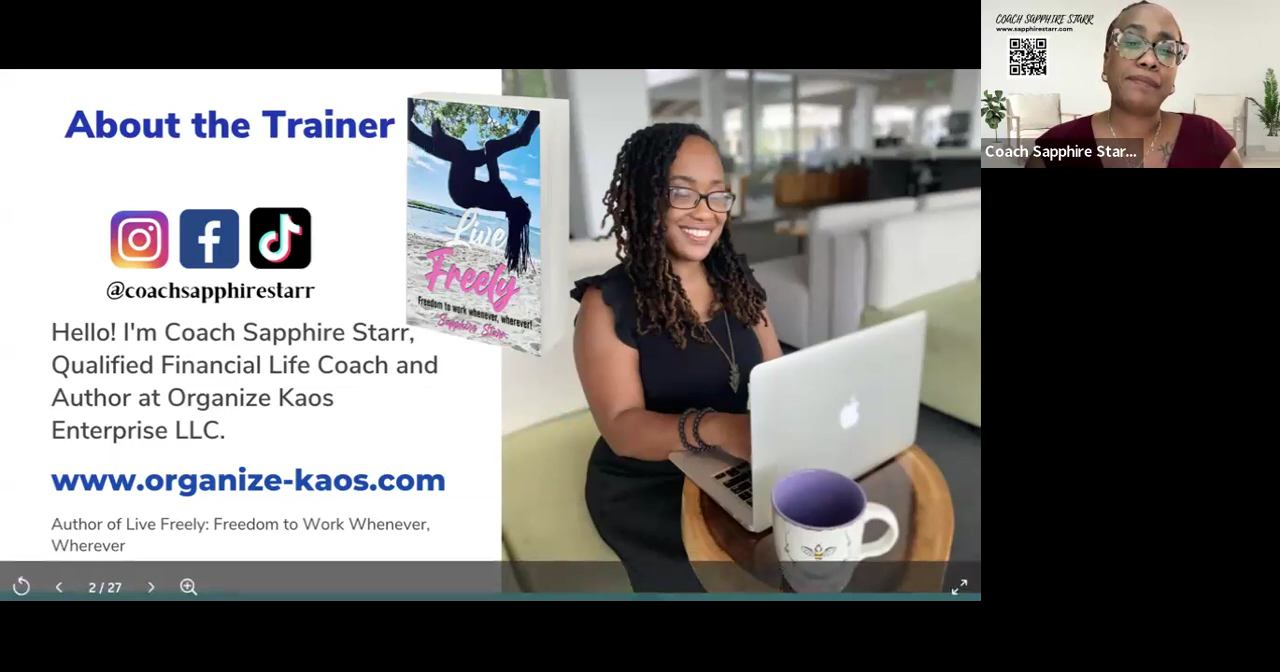 About the Trainer
@coachsapphirestarr
Hello! I'm Coach Sapphire Starr,
Qualified Financial Life Coach and
Author at Organize Kaos
Enterprise LLC.
www.organize-kaos.com
Author of Live Freely: Freedom to Work Whenever,
Wherever
2 / 27
Live
Freely
Freedom to work whenever, wherever!
Sapphire Starr
COACH SAPPHIRE STARR
www.sapphirestarr.com
Coach Sapphire Star...